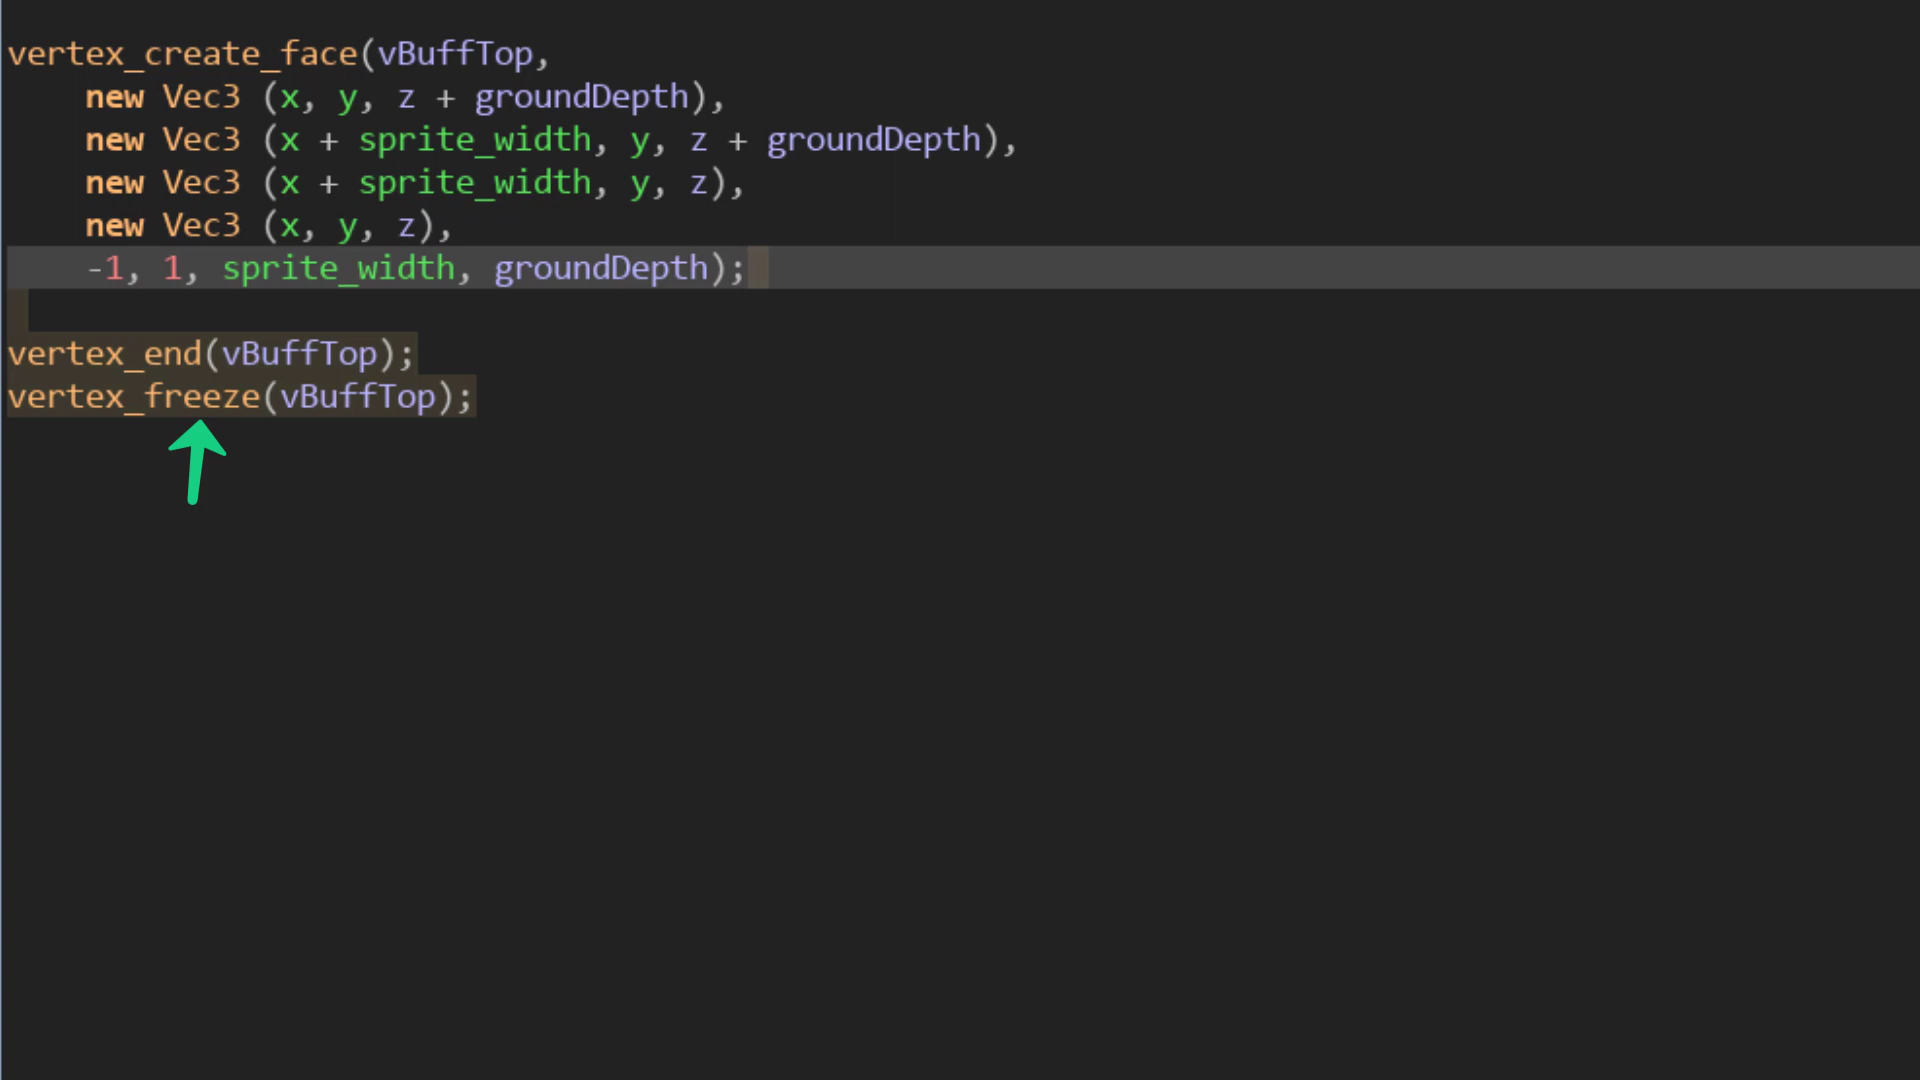 vertex_create_face(vBuffTop,
new Vec3 (x, y, z + groundDepth),
new Vec3 (x + sprite_width, y, z + groundDepth),
new Vec3 (x + sprite_width, y, z),
new Vec3 (x, y, z),
-1, 1, sprite_width, groundDepth);
vertex_end(vBuffTop);
vertex_freeze(vBuffTop);